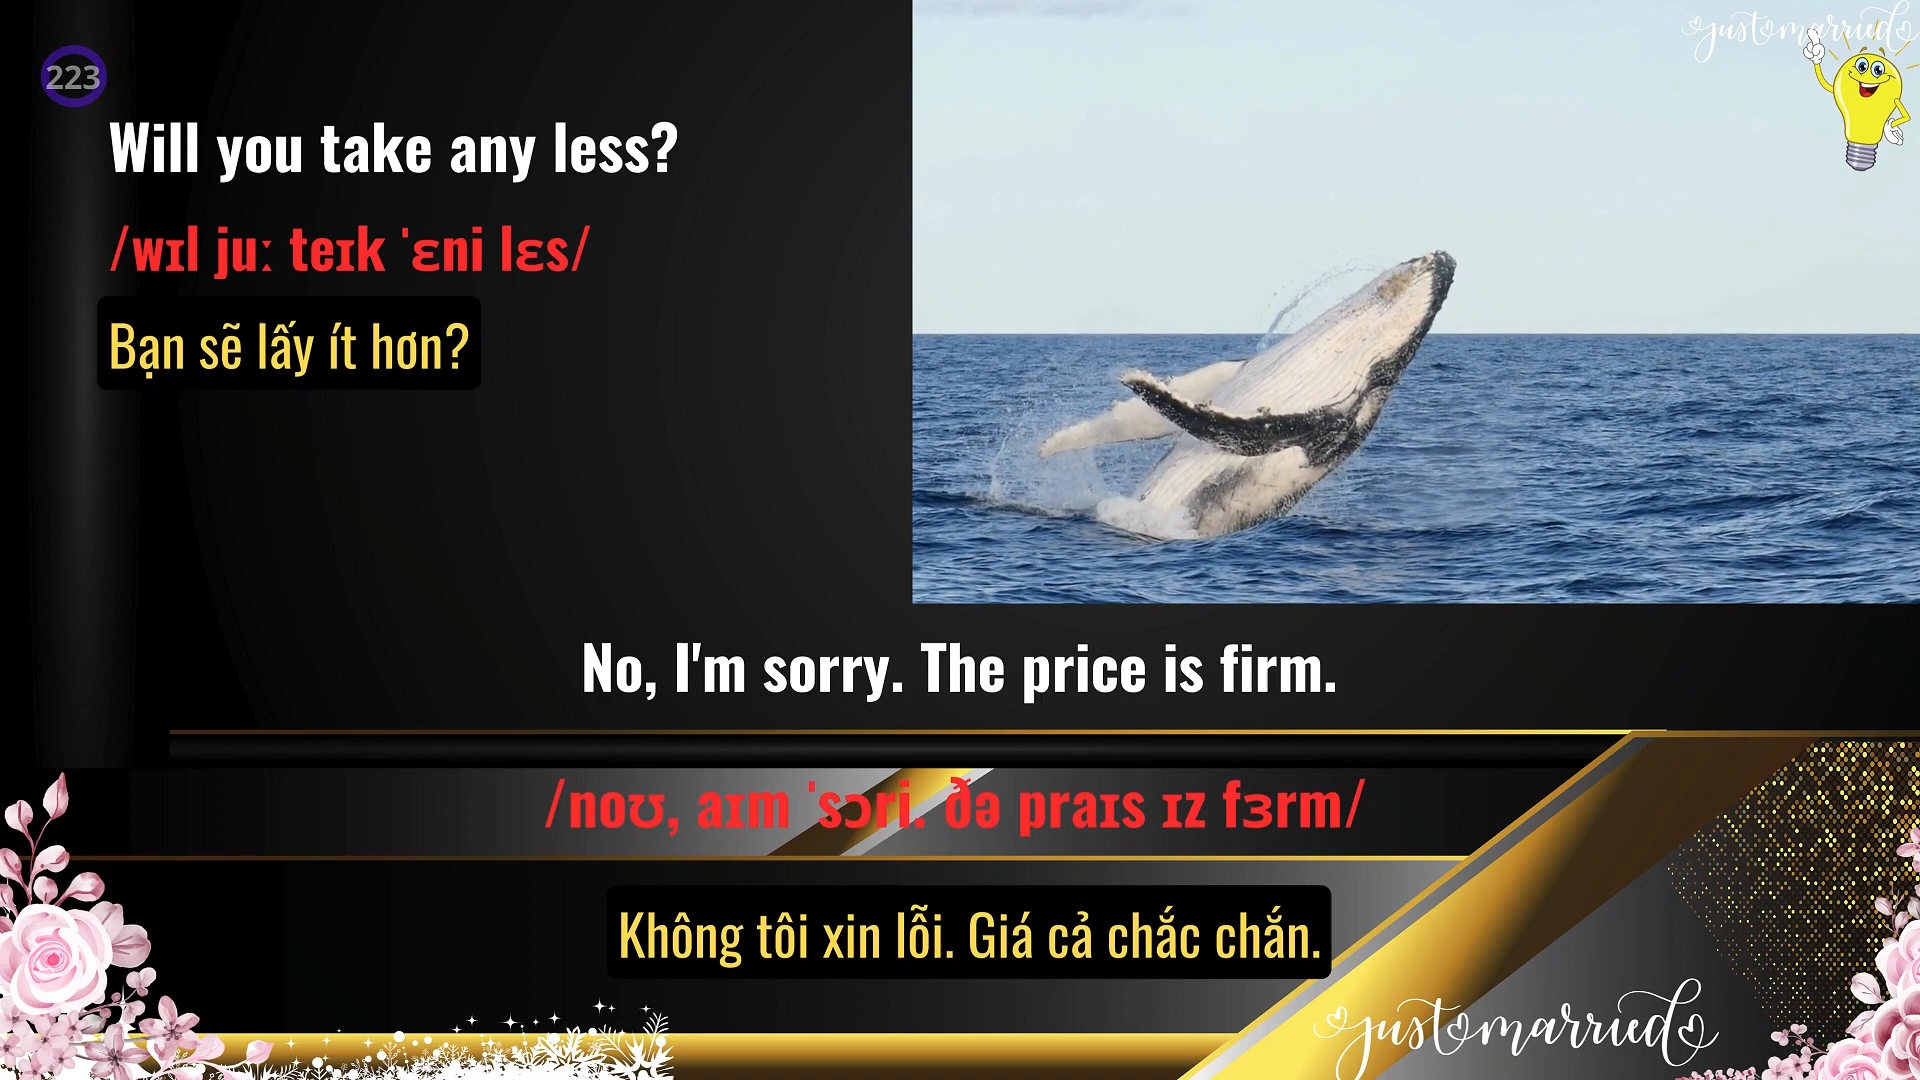 justmarried
223
Will you take any less?
/wɪl juː teɪk ˈɛni lɛs/
Bạn sẽ lấy ít hơn?
No, I'm sorry. The price is firm.
/noʊ, aɪm ˈsɔri. ðə praɪs ɪz fɜrm/
Không tôi xin lỗi. Giá cả chắc chắn.
justmarried